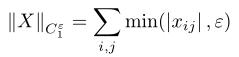 ‖X‖_{C_1^ε} = ∑_{i,j} min(|x_{ij}|, ε)